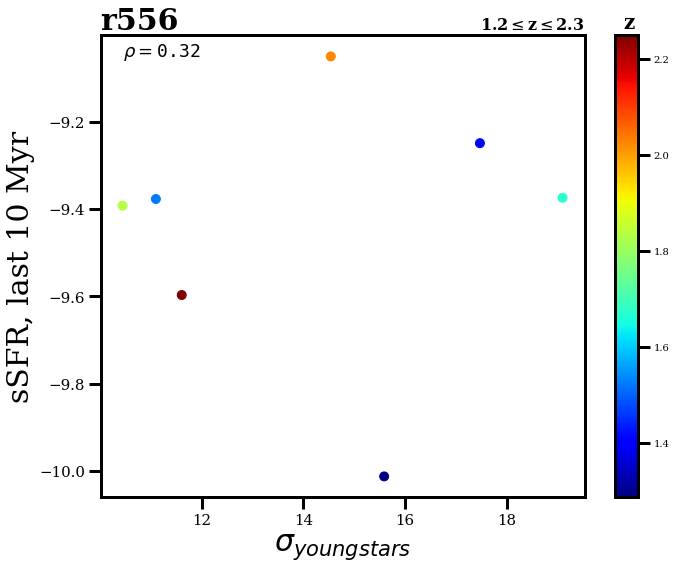 r556
1.2 ≤ z ≤ 2.3
z
ρ = 0.32
sSFR, last 10 Myr
−9.2
−9.4
−9.6
−9.8
−10.0
12
14
16
18
σyoungstars
2.2
2.0
1.8
1.6
1.4